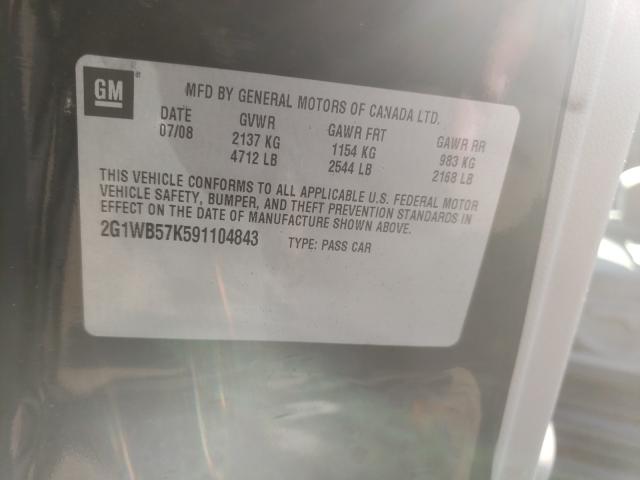 GM
MFD BY GENERAL MOTORS OF CANADA LTD.
DATE GVWR GAWR FRT GAWR RR
07/08 2137 KG 1154 KG 983 KG
4712 LB 2544 LB 2168 LB
THIS VEHICLE CONFORMS TO ALL APPLICABLE U.S. FEDERAL MOTOR
VEHICLE SAFETY, BUMPER, AND THEFT PREVENTION STANDARDS IN
EFFECT ON THE DATE OF MANUFACTURE SHOWN ABOVE.
2G1WB57K591104843 TYPE: PASS CAR